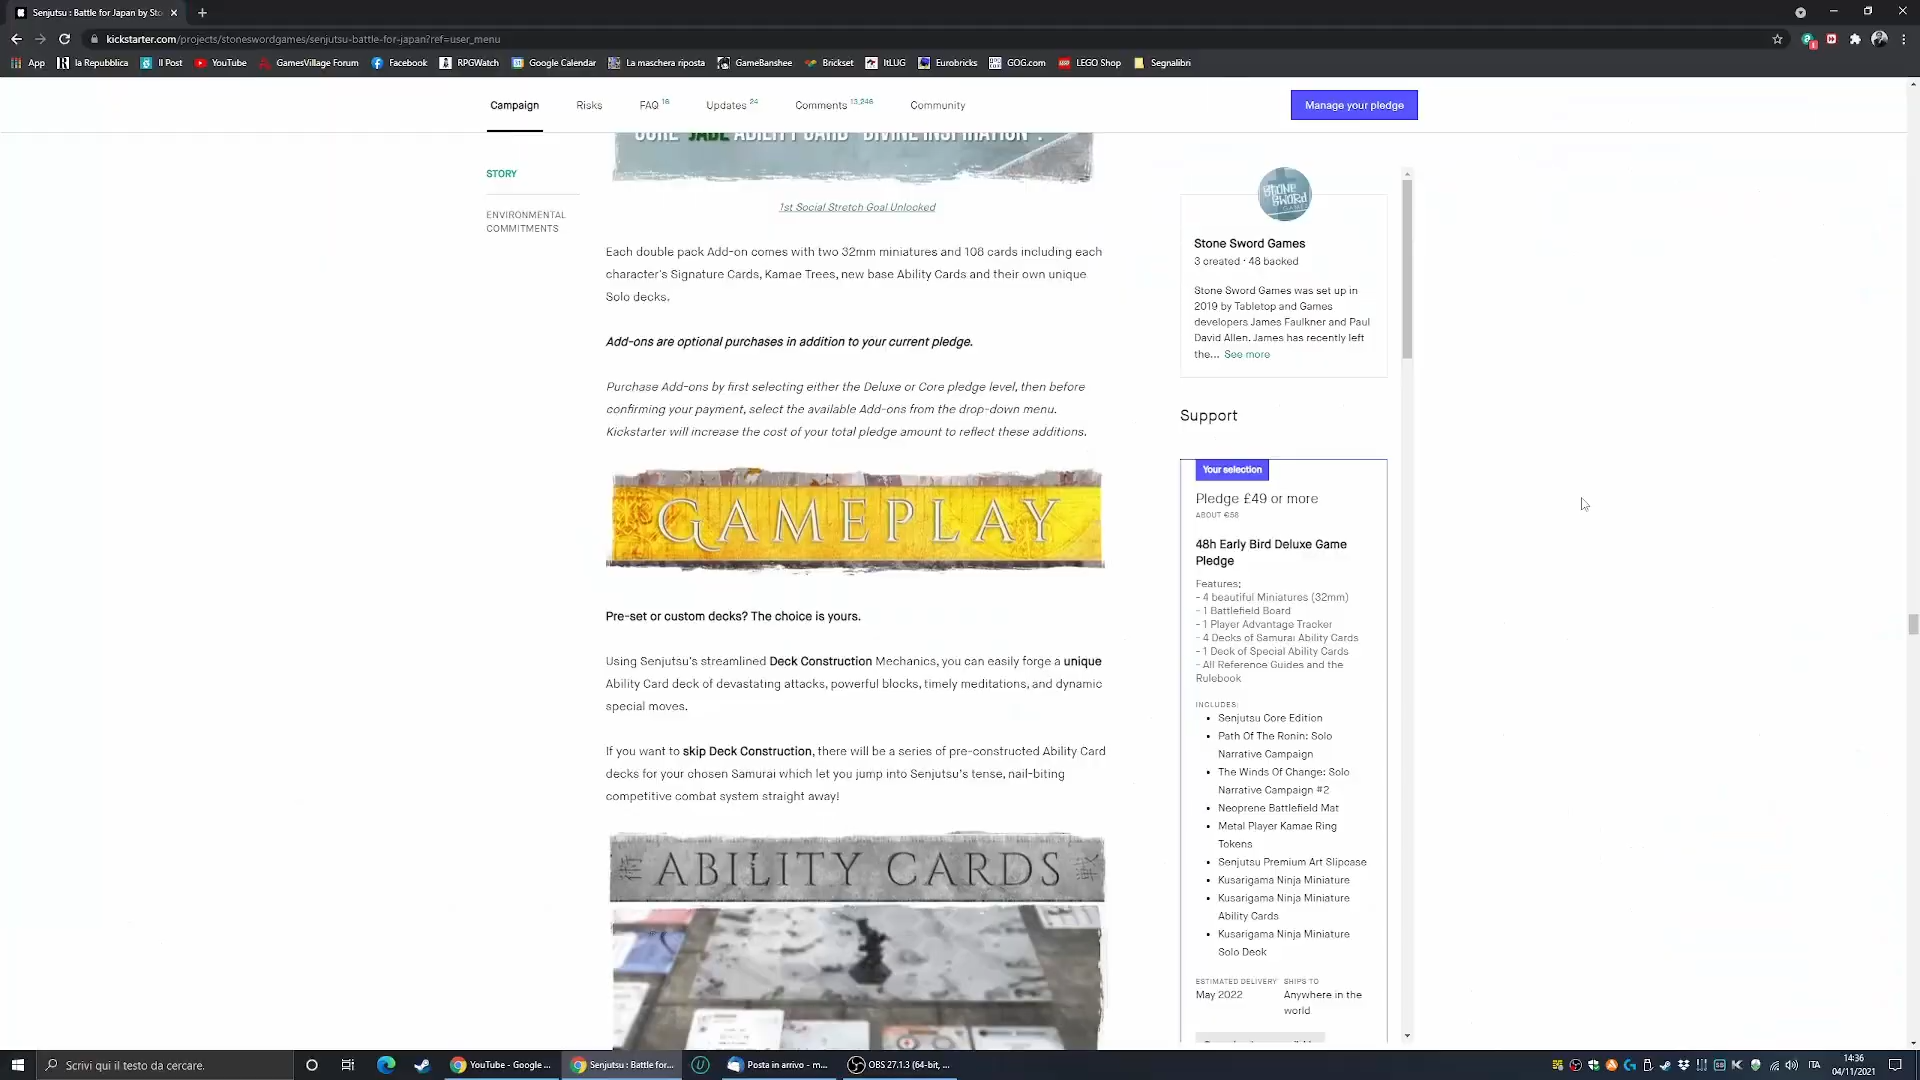 Senjutsu : Battle for Japan by Sto
kickstarter.com/projects/stoneswordgames/senjutsu-battle-for-japan?ref=user_menu
App la Repubblica Il Post YouTube GamesVillage Forum Facebook RPGWatch Google Calendar La maschera riposta GameBanshee Brickset ItLUG Eurobricks GOG.com LEGO Shop Segnalibri
Campaign Risks FAQ 16 Updates 24 Comments 13,246 Community
Manage your pledge
STORY
ENVIRONMENTAL
COMMITMENTS
CORE "JADE" ABILITY CARD "DIVINE INSPIRATION".
1st Social Stretch Goal Unlocked
Each double pack Add-on comes with two 32mm miniatures and 108 cards including each
character's Signature Cards, Kamae Trees, new base Ability Cards and their own unique
Solo decks.
Add-ons are optional purchases in addition to your current pledge.
Purchase Add-ons by first selecting either the Deluxe or Core pledge level, then before
confirming your payment, select the available Add-ons from the drop-down menu.
Kickstarter will increase the cost of your total pledge amount to reflect these additions.
GAMEPLAY
Pre-set or custom decks? The choice is yours.
Using Senjutsu's streamlined Deck Construction Mechanics, you can easily forge a unique
Ability Card deck of devastating attacks, powerful blocks, timely meditations, and dynamic
special moves.
If you want to skip Deck Construction, there will be a series of pre-constructed Ability Card
decks for your chosen Samurai which let you jump into Senjutsu's tense, nail-biting
competitive combat system straight away!
ABILITY CARDS
STONE
SWORD
GAMES
Stone Sword Games
3 created · 48 backed
Stone Sword Games was set up in
2019 by Tabletop and Games
developers James Faulkner and Paul
David Allen. James has recently left
the... See more
Support
Your selection
Pledge £49 or more
ABOUT €58
48h Early Bird Deluxe Game
Pledge
Features;
- 4 beautiful Miniatures (32mm)
- 1 Battlefield Board
- 1 Player Advantage Tracker
- 4 Decks of Samurai Ability Cards
- 1 Deck of Special Ability Cards
- All Reference Guides and the
Rulebook
INCLUDES:
• Senjutsu Core Edition
• Path Of The Ronin: Solo
Narrative Campaign
• The Winds Of Change: Solo
Narrative Campaign #2
• Neoprene Battlefield Mat
• Metal Player Kamae Ring
Tokens
• Senjutsu Premium Art Slipcase
• Kusarigama Ninja Miniature
• Kusarigama Ninja Miniature
Ability Cards
• Kusarigama Ninja Miniature
Solo Deck
ESTIMATED DELIVERY SHIPS TO
May 2022 Anywhere in the
world
Scrivi qui il testo da cercare.
YouTube - Google ... Senjutsu : Battle for... Posta in arrivo - m... OBS 27.1.3 (64-bit, ...
ITA
14:36
04/11/2021